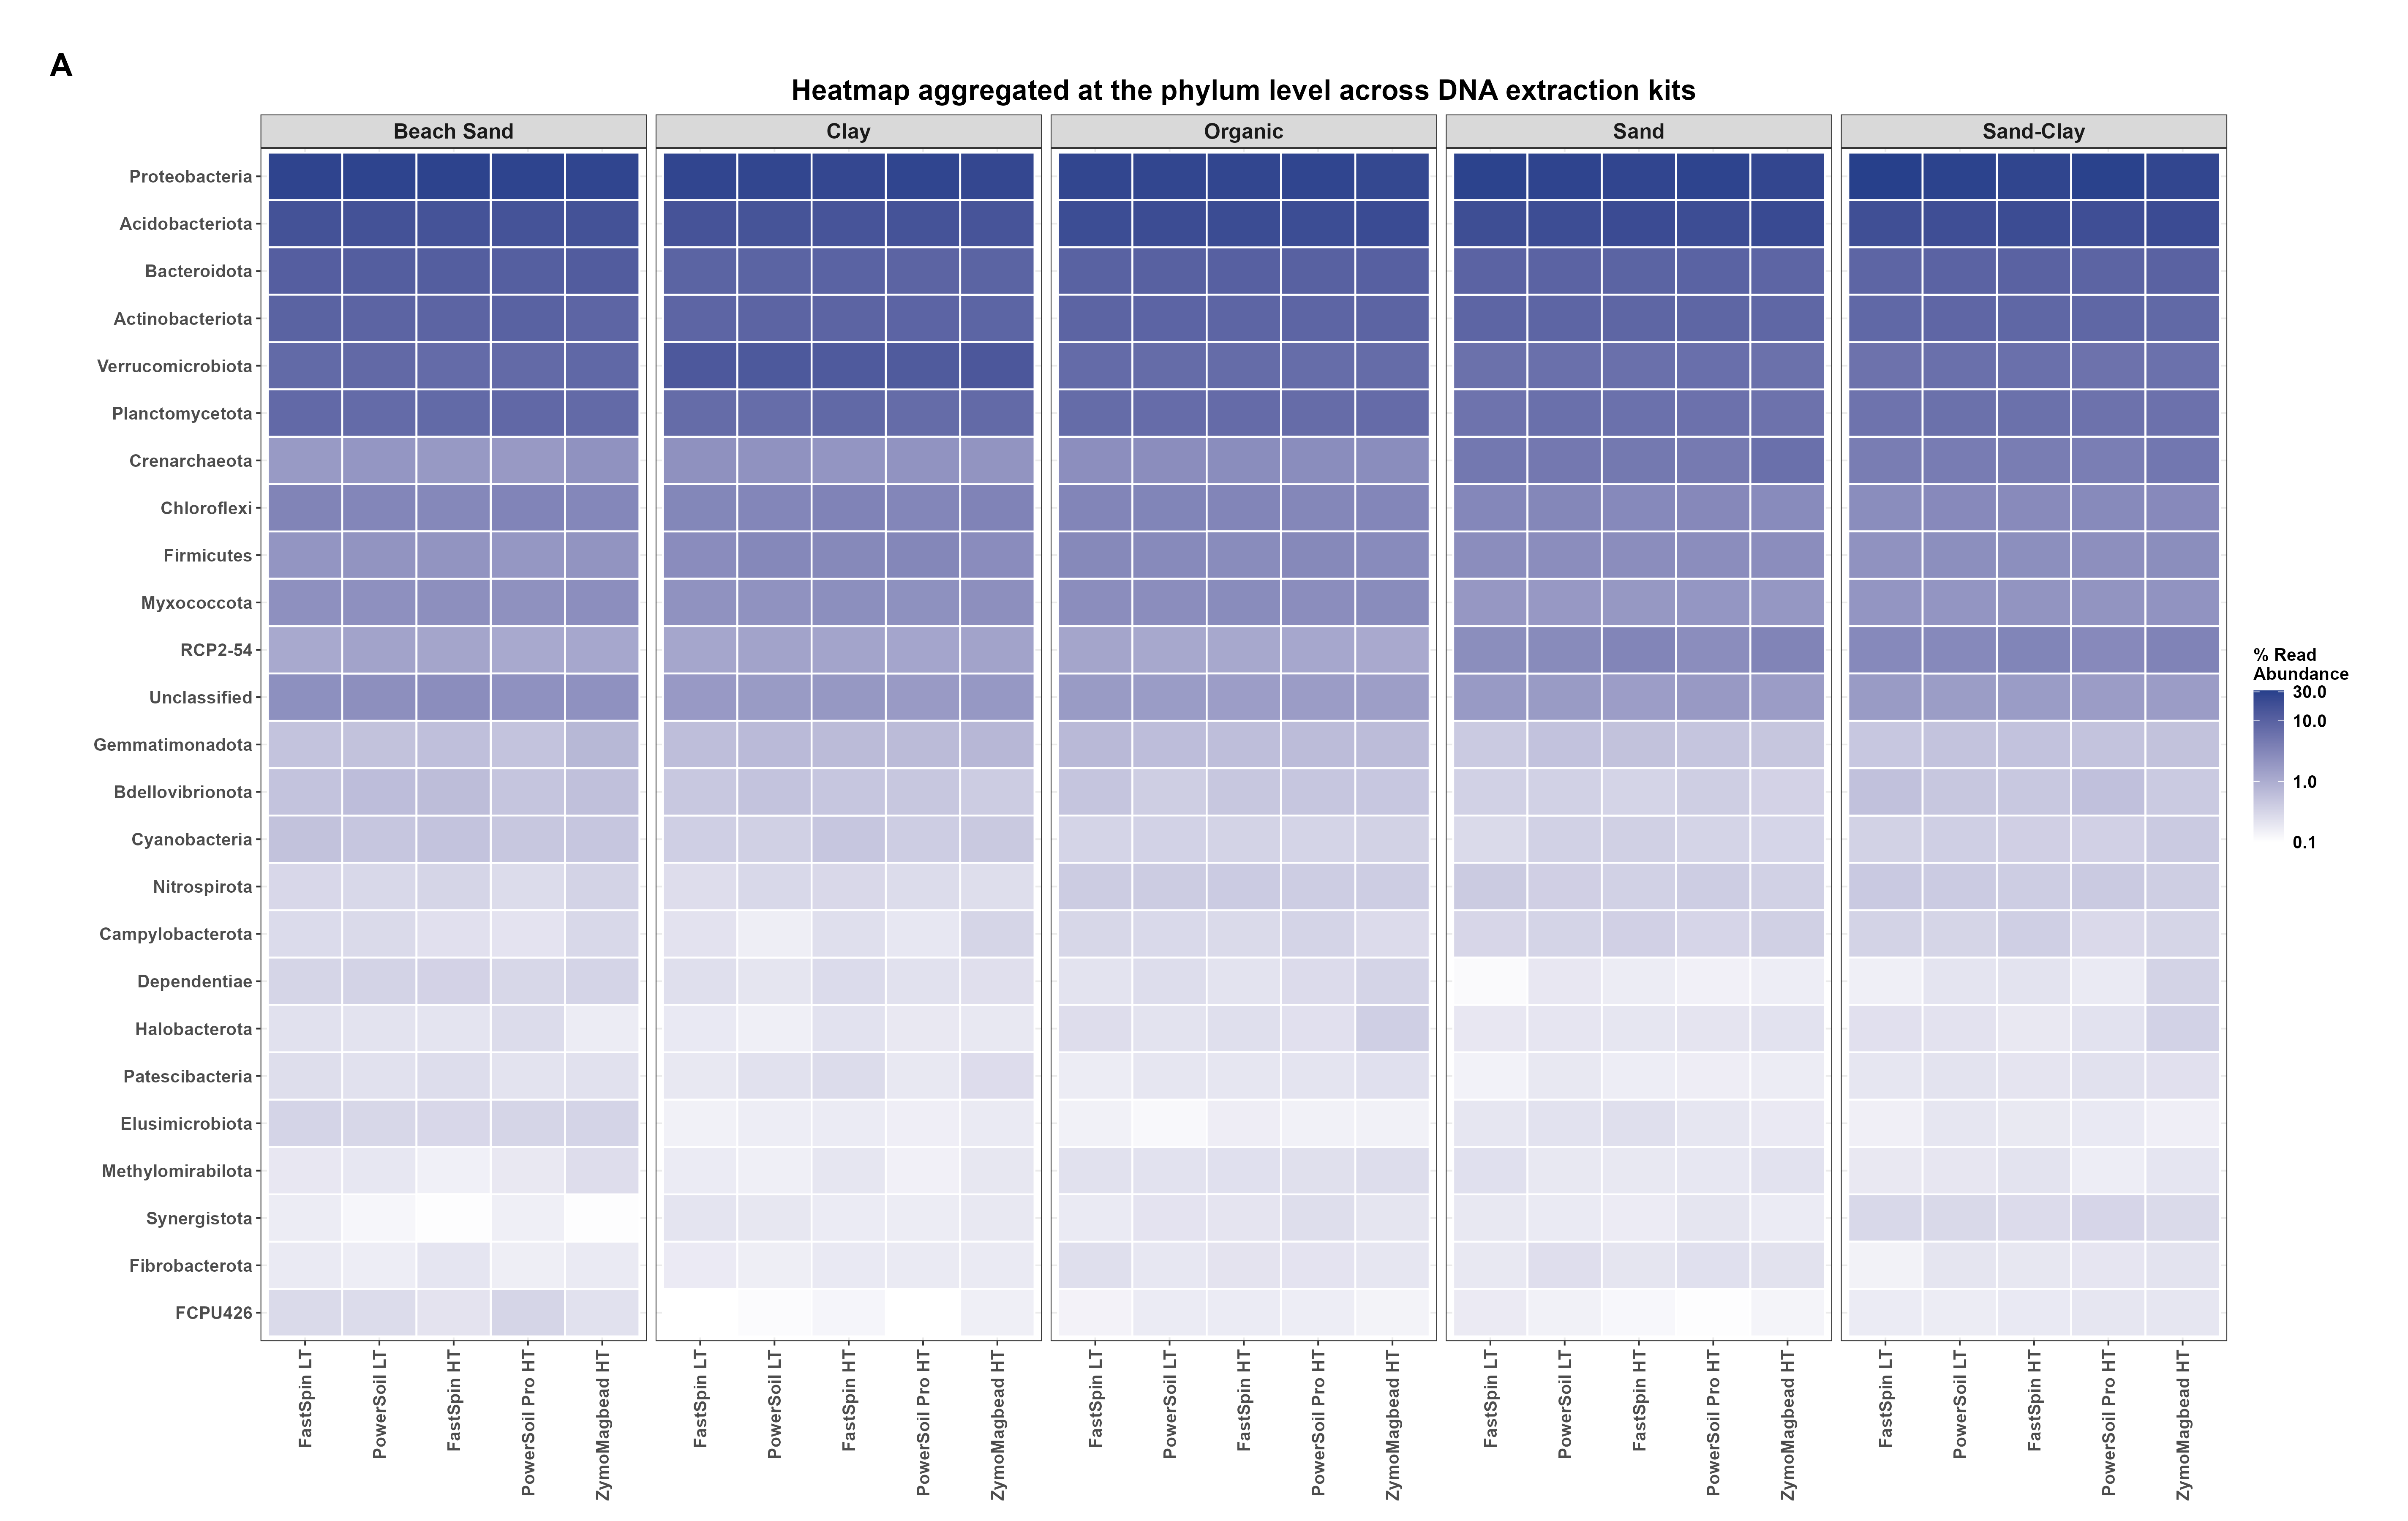 A
Heatmap aggregated at the phylum level across DNA extraction kits
Beach Sand
Clay
Organic
Sand
Sand-Clay
Proteobacteria
Acidobacteriota
Bacteroidota
Actinobacteriota
Verrucomicrobiota
Planctomycetota
Crenarchaeota
Chloroflexi
Firmicutes
Myxococcota
RCP2-54
Unclassified
Gemmatimonadota
Bdellovibrionota
Cyanobacteria
Nitrospirota
Campylobacterota
Dependentiae
Halobacterota
Patescibacteria
Elusimicrobiota
Methylomirabilota
Synergistota
Fibrobacterota
FCPU426
FastSpin LT
PowerSoil LT
FastSpin HT
PowerSoil Pro HT
ZymoMagbead HT
FastSpin LT
PowerSoil LT
FastSpin HT
PowerSoil Pro HT
ZymoMagbead HT
FastSpin LT
PowerSoil LT
FastSpin HT
PowerSoil Pro HT
ZymoMagbead HT
FastSpin LT
PowerSoil LT
FastSpin HT
PowerSoil Pro HT
ZymoMagbead HT
FastSpin LT
PowerSoil LT
FastSpin HT
PowerSoil Pro HT
ZymoMagbead HT
% Read
Abundance
30.0
10.0
1.0
0.1